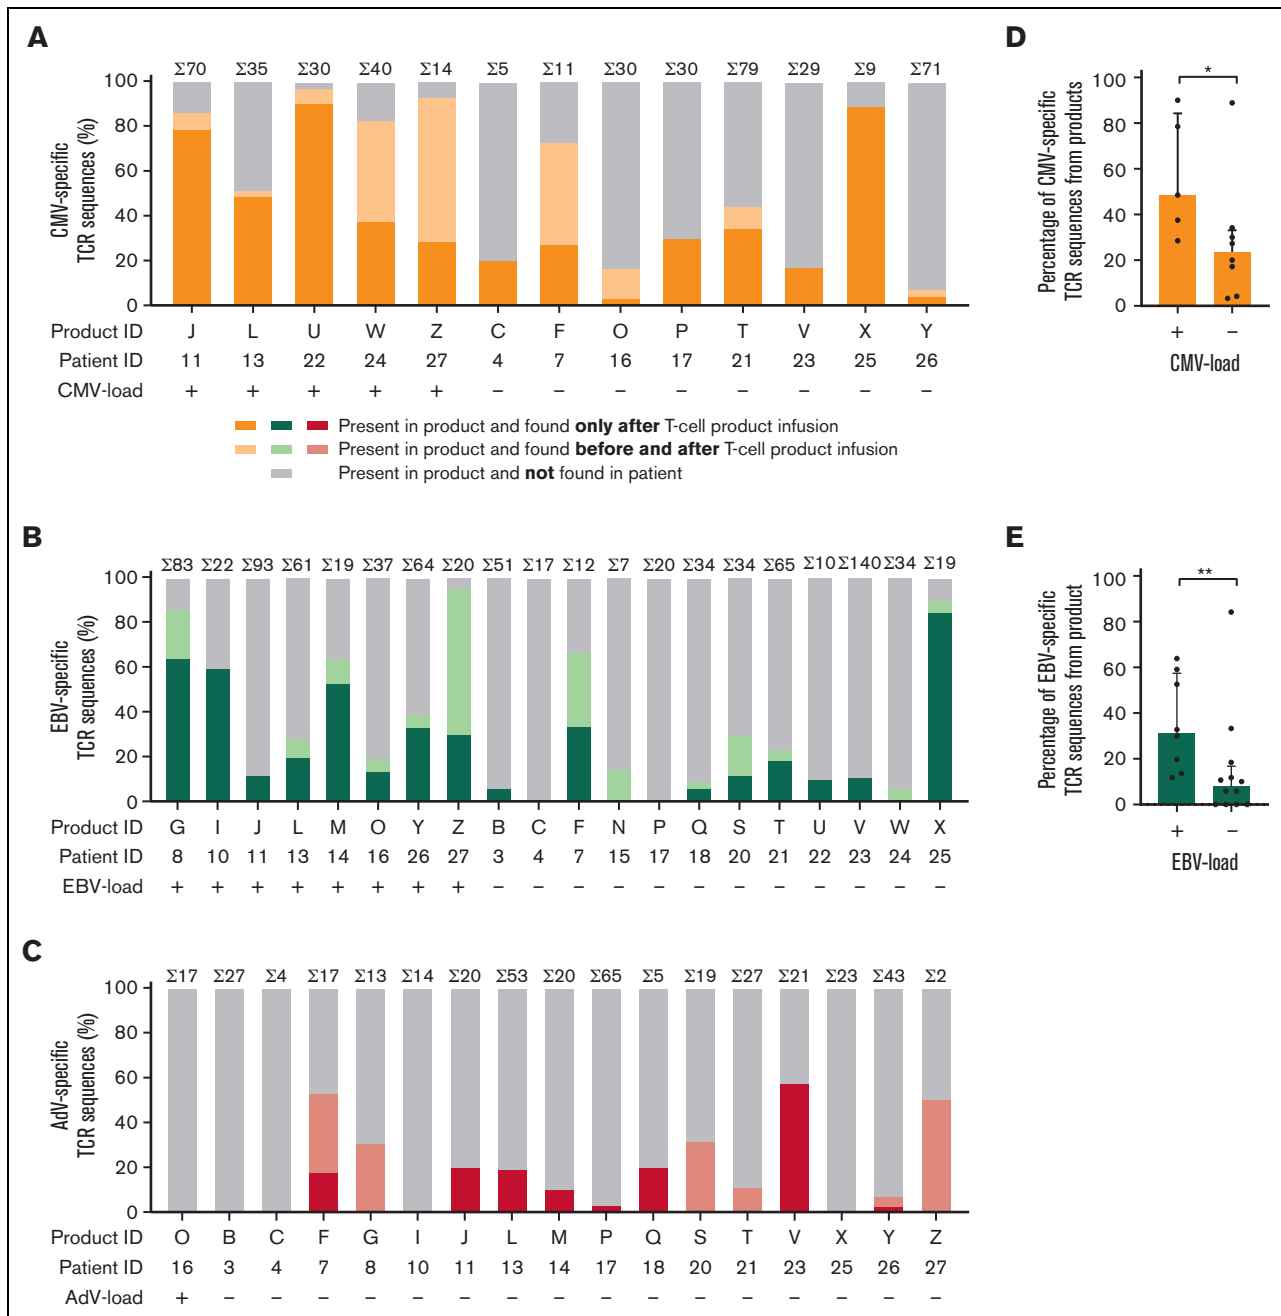 A
Σ70 Σ35 Σ30 Σ40 Σ14 Σ5 Σ11 Σ30 Σ30 Σ79 Σ29 Σ9 Σ71
CMV-specific
TCR sequences (%)
100
80
60
40
20
0
Product ID J L U W Z C F O P T V X Y
Patient ID 11 13 22 24 27 4 7 16 17 21 23 25 26
CMV-load + + + + + – – – – – – – –
Present in product and found only after T-cell product infusion
Present in product and found before and after T-cell product infusion
Present in product and not found in patient
D
Percentage of CMV-specific
TCR sequences from products
100
80
60
40
20
0
*
+ –
CMV-load
B
Σ83 Σ22 Σ93 Σ61 Σ19 Σ37 Σ64 Σ20 Σ51 Σ17 Σ12 Σ7 Σ20 Σ34 Σ34 Σ65 Σ10 Σ140 Σ34 Σ19
EBV-specific
TCR sequences (%)
100
80
60
40
20
0
Product ID G I J L M O Y Z B C F N P Q S T U V W X
Patient ID 8 10 11 13 14 16 26 27 3 4 7 15 17 18 20 21 22 23 24 25
EBV-load + + + + + + + + – – – – – – – – – – – –
E
Percentage of EBV-specific
TCR sequences from product
100
80
60
40
20
0
**
+ –
EBV-load
C
Σ17 Σ27 Σ4 Σ17 Σ13 Σ14 Σ20 Σ53 Σ20 Σ65 Σ5 Σ19 Σ27 Σ21 Σ23 Σ43 Σ2
AdV-specific
TCR sequences (%)
100
80
60
40
20
0
Product ID O B C F G I J L M P Q S T V X Y Z
Patient ID 16 3 4 7 8 10 11 13 14 17 18 20 21 23 25 26 27
AdV-load + – – – – – – – – – – – – – – – –